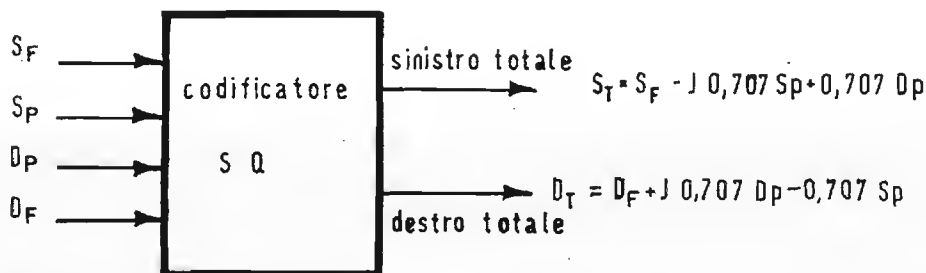 S_F
S_P
D_P
D_F
codificatore
S Q
sinistro totale
S_T = S_F - J 0,707 Sp+0,707 Dp
D_T = D_F+J 0,707 Dp-0,707 Sp
destro totale